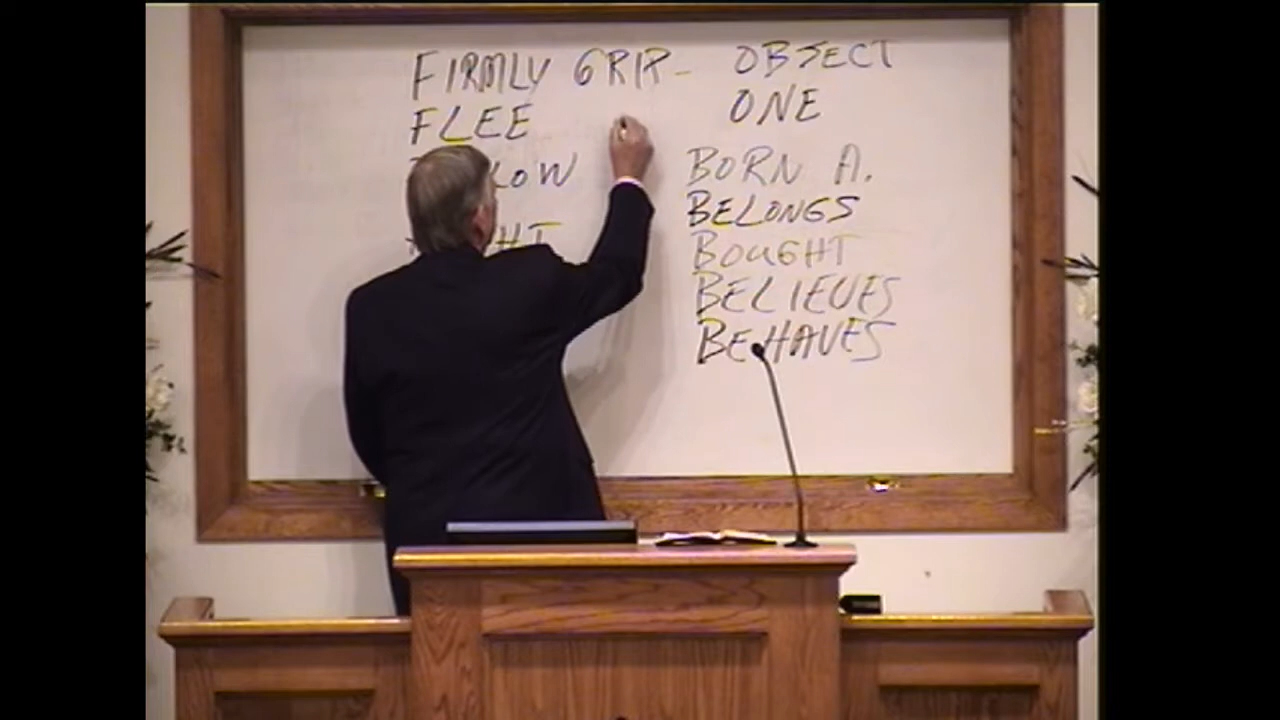 FIRMLY GRIP - OBJECT
FLEE ONE
BORN A.
BELONGS
BOUGHT
BELIEVES
BEHAVES